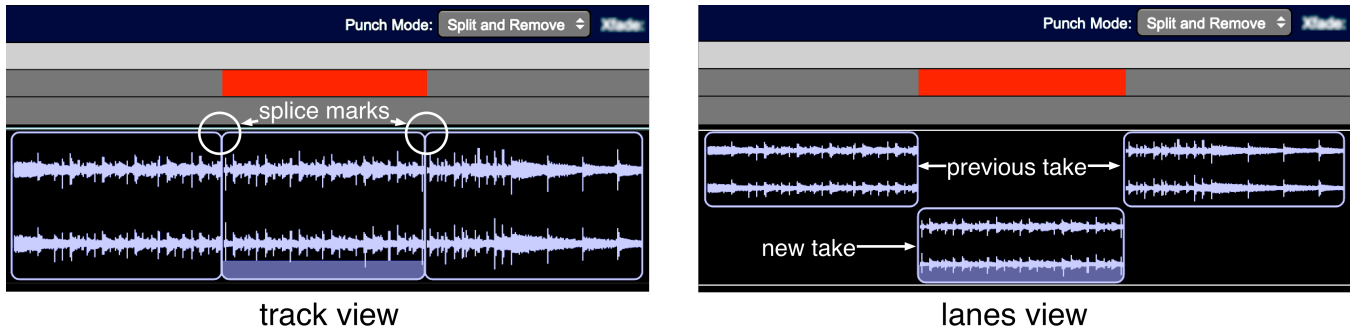 Punch Mode: Split and Remove
splice marks
track view
Punch Mode: Split and Remove
previous take
new take
lanes view